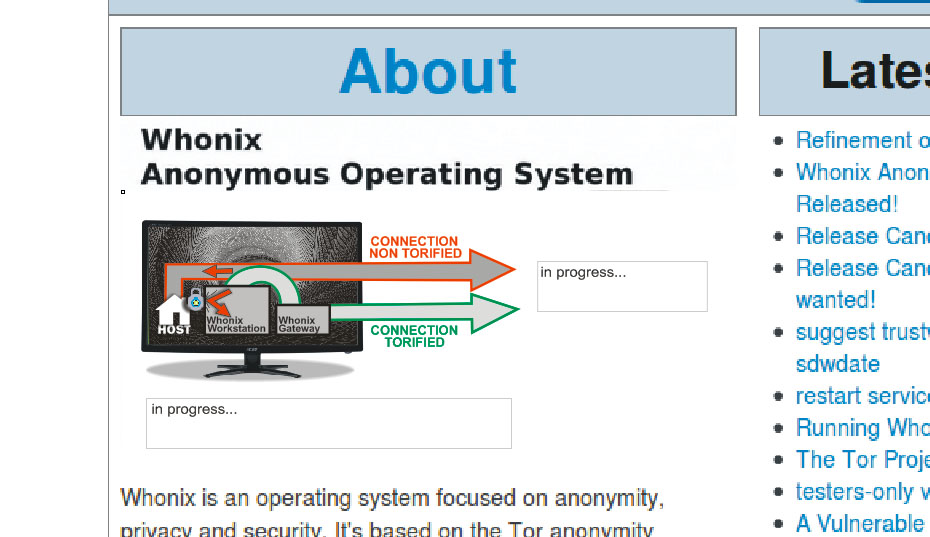 About
Whonix
Anonymous Operating System
CONNECTION
NON TORIFIED
in progress...
HOST
Whonix
Workstation
Whonix
Gateway
CONNECTION
TORIFIED
in progress...
Whonix is an operating system focused on anonymity,
privacy and security. It's based on the Tor anonymity
Lates
Refinement o
Whonix Anon
Released!
Release Canc
Release Canc
wanted!
suggest trustw
sdwdate
restart service
Running Who
The Tor Proje
testers-only w
A Vulnerable